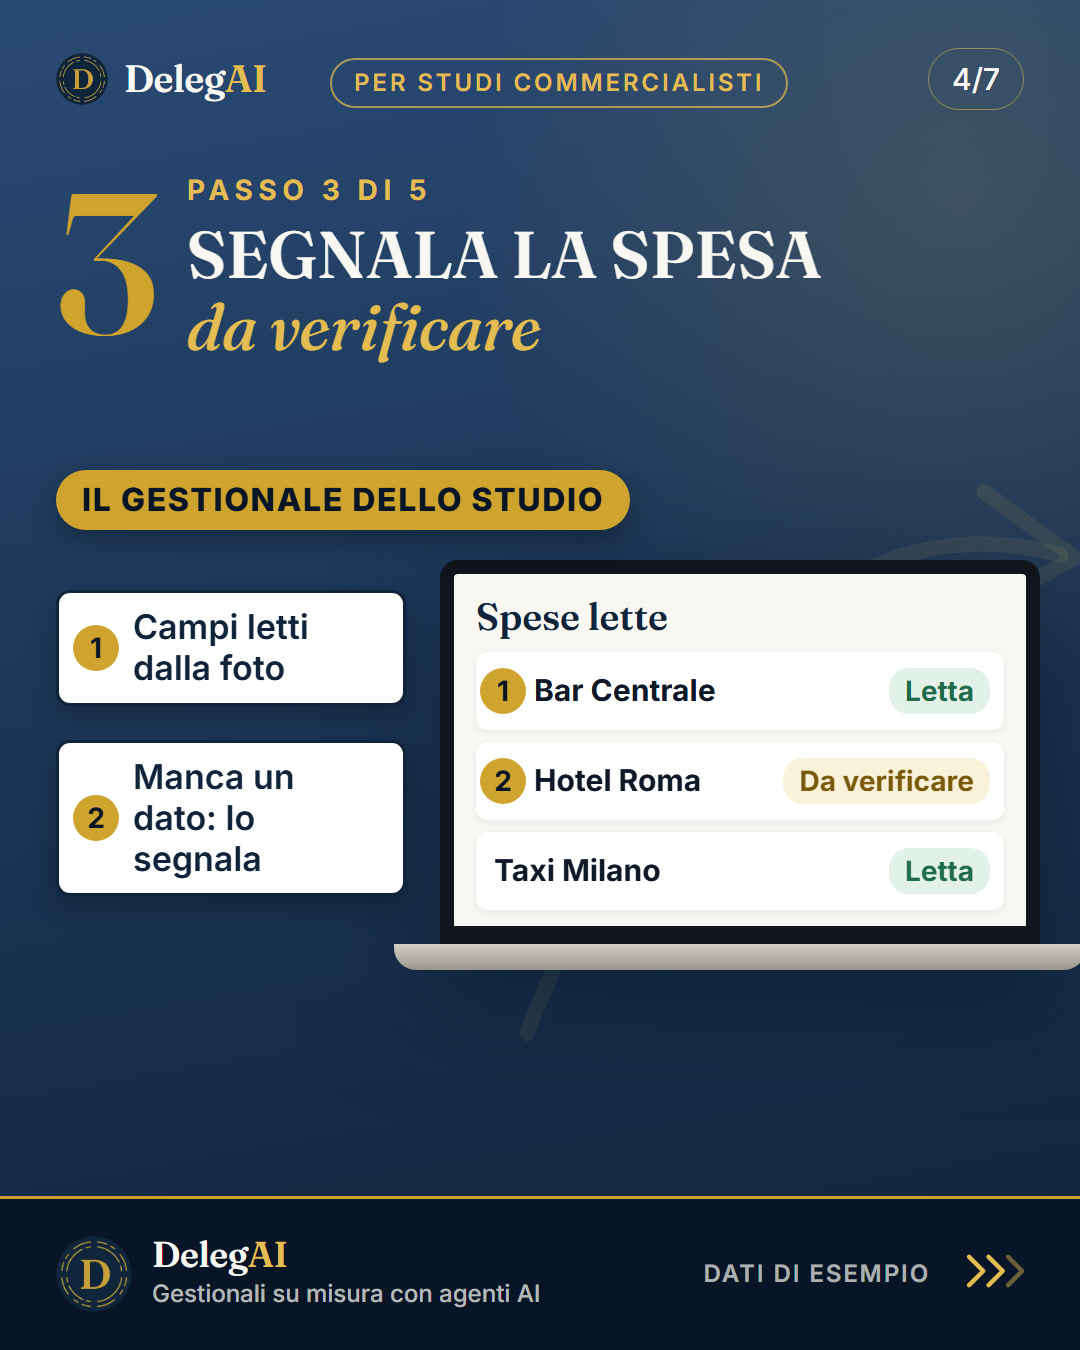 D
DelegAI
PER STUDI COMMERCIALISTI
4/7
3
PASSO 3 DI 5
SEGNALA LA SPESA
da verificare
IL GESTIONALE DELLO STUDIO
1
Campi letti
dalla foto
2
Manca un
dato: lo
segnala
Spese lette
1 Bar Centrale Letta
2 Hotel Roma Da verificare
Taxi Milano Letta
D
DelegAI
Gestionali su misura con agenti AI
DATI DI ESEMPIO